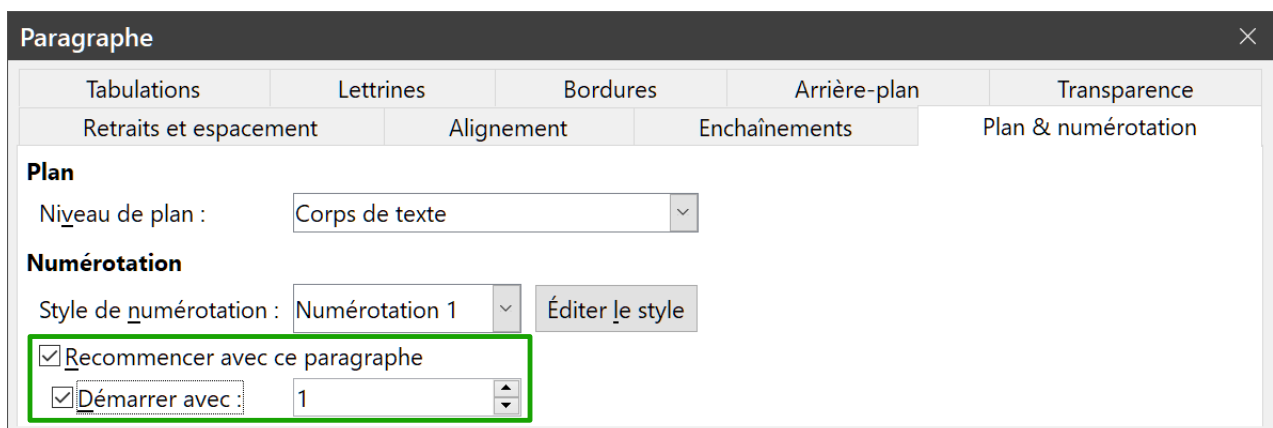 Paragraphe
Tabulations Lettrines Bordures Arrière-plan Transparence
Retraits et espacement Alignement Enchaînements Plan & numérotation
Plan
Niveau de plan : Corps de texte
Numérotation
Style de numérotation : Numérotation 1 Éditer le style
Recommencer avec ce paragraphe
Démarrer avec : 1